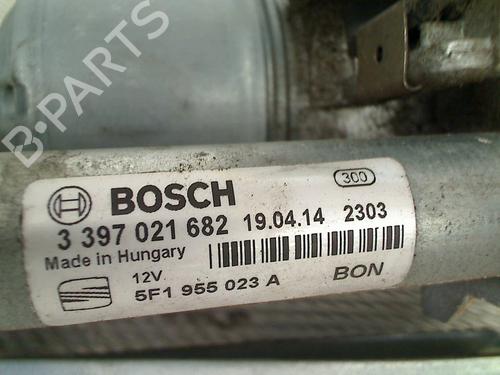 B-PARTS
BOSCH 300
3 397 021 682 19.04.14 2303
Made in Hungary
12V.
5F1 955 023 A BON